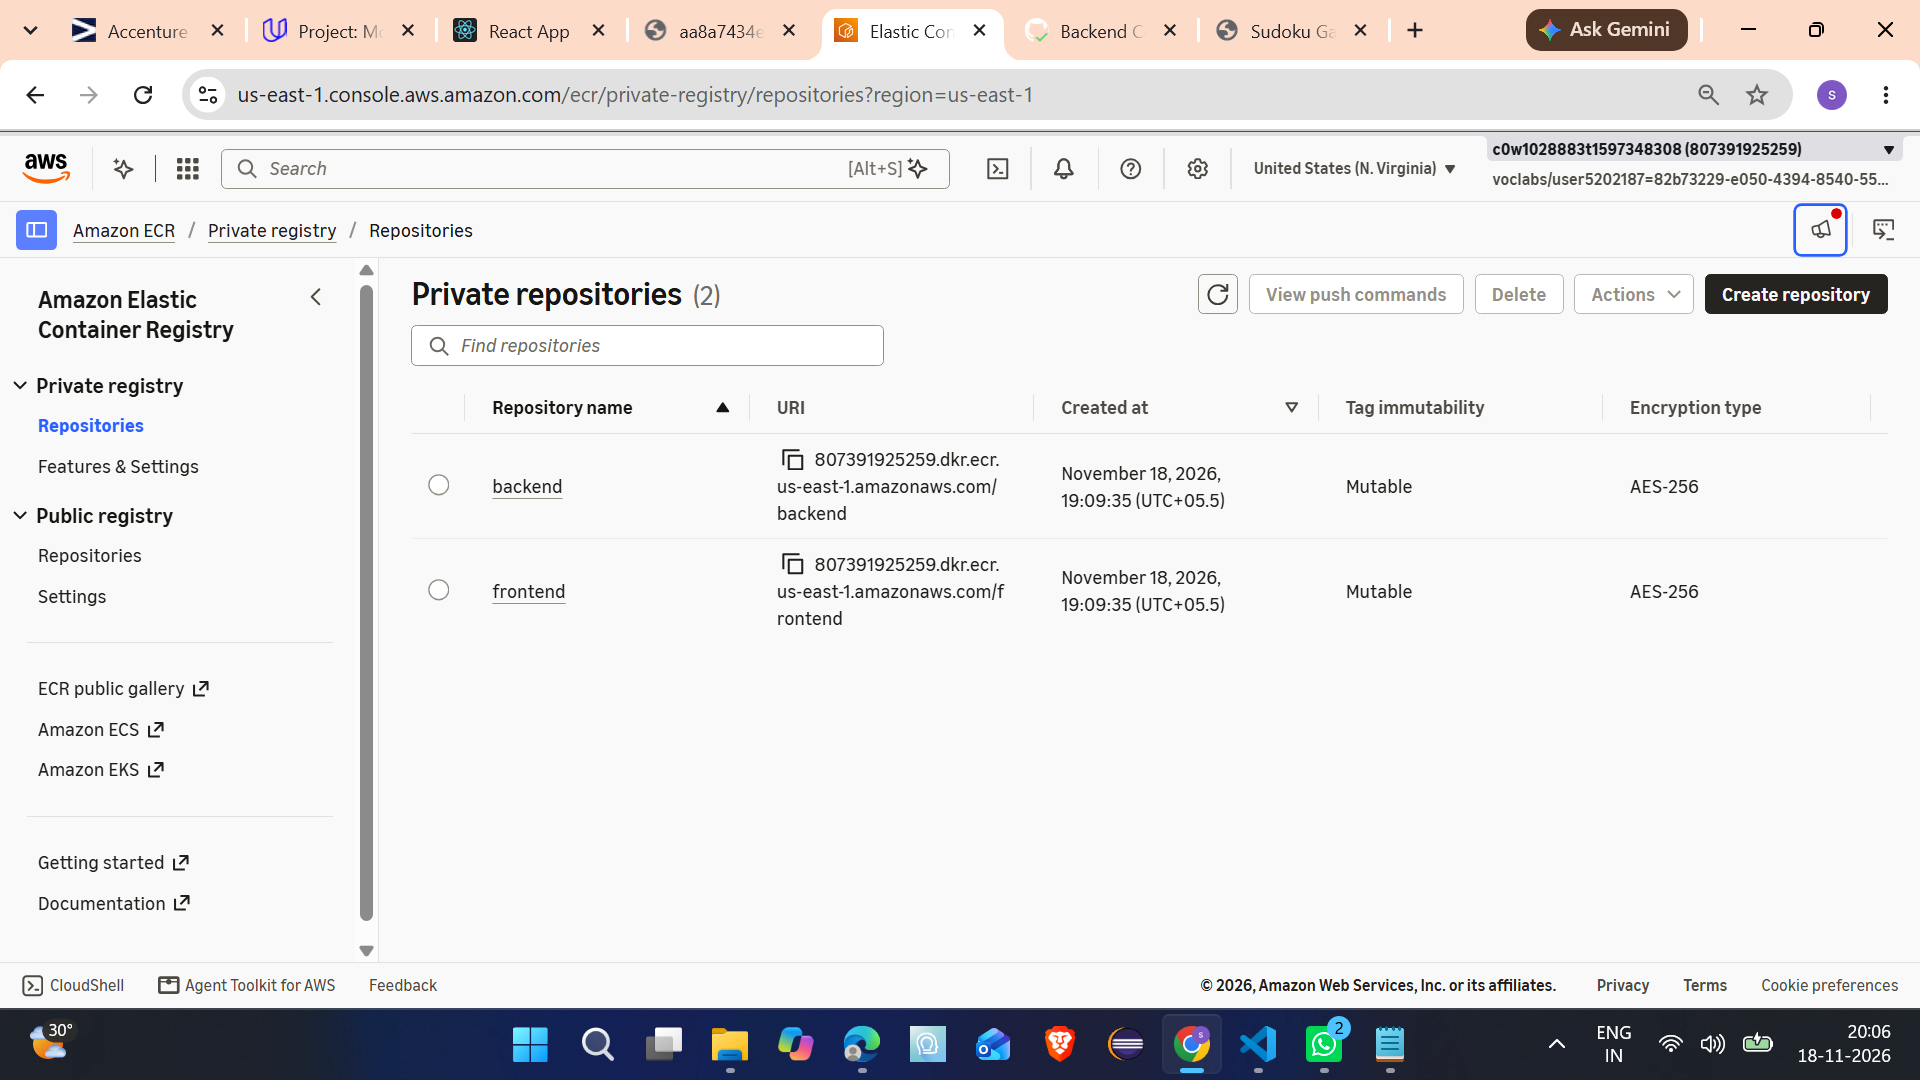 Accenture
Project: Mo
React App
aa8a7434e
Elastic Con
Backend C
Sudoku Ga
Ask Gemini
us-east-1.console.aws.amazon.com/ecr/private-registry/repositories?region=us-east-1
s
aws
Search
[Alt+S]
United States (N. Virginia)
c0w1028883t1597348308 (807391925259)
voclabs/user5202187=82b73229-e050-4394-8540-55...
Amazon ECR / Private registry / Repositories
Amazon Elastic
Container Registry
Private registry
Repositories
Features & Settings
Public registry
Repositories
Settings
ECR public gallery
Amazon ECS
Amazon EKS
Getting started
Documentation
Private repositories (2)
View push commands
Delete
Actions
Create repository
Find repositories
Repository name
URI
Created at
Tag immutability
Encryption type
backend
807391925259.dkr.ecr.
us-east-1.amazonaws.com/
backend
November 18, 2026,
19:09:35 (UTC+05.5)
Mutable
AES-256
frontend
807391925259.dkr.ecr.
us-east-1.amazonaws.com/f
rontend
November 18, 2026,
19:09:35 (UTC+05.5)
Mutable
AES-256
CloudShell
Agent Toolkit for AWS
Feedback
© 2026, Amazon Web Services, Inc. or its affiliates.
Privacy
Terms
Cookie preferences
30°
2
ENG
IN
20:06
18-11-2026